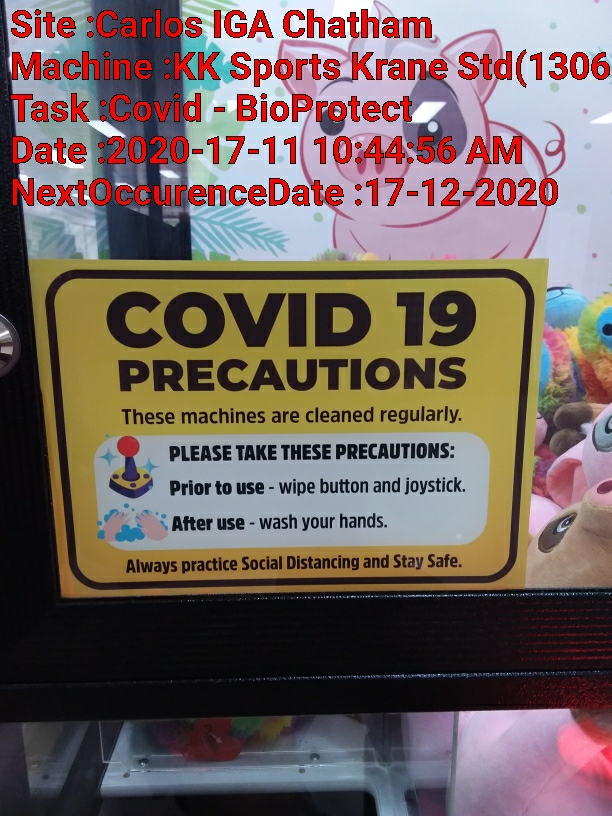 Site :Carlos IGA Chatham
Machine :KK Sports Krane Std(1306
Task :Covid - BioProtect
Date :2020-17-11 10:44:56 AM
NextOccurenceDate :17-12-2020
COVID 19
PRECAUTIONS
These machines are cleaned regularly.
PLEASE TAKE THESE PRECAUTIONS:
Prior to use - wipe button and joystick.
After use - wash your hands.
Always practice Social Distancing and Stay Safe.